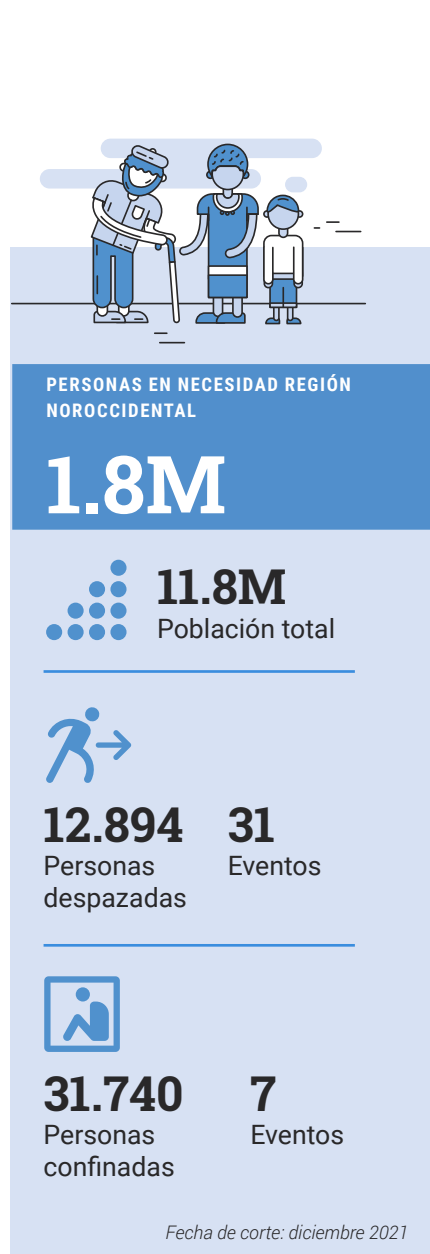 PERSONAS EN NECESIDAD REGIÓN
NOROCCIDENTAL
1.8M
11.8M
Población total
12.894
Personas
despazadas
31
Eventos
31.740
Personas
confinadas
7
Eventos
Fecha de corte: diciembre 2021